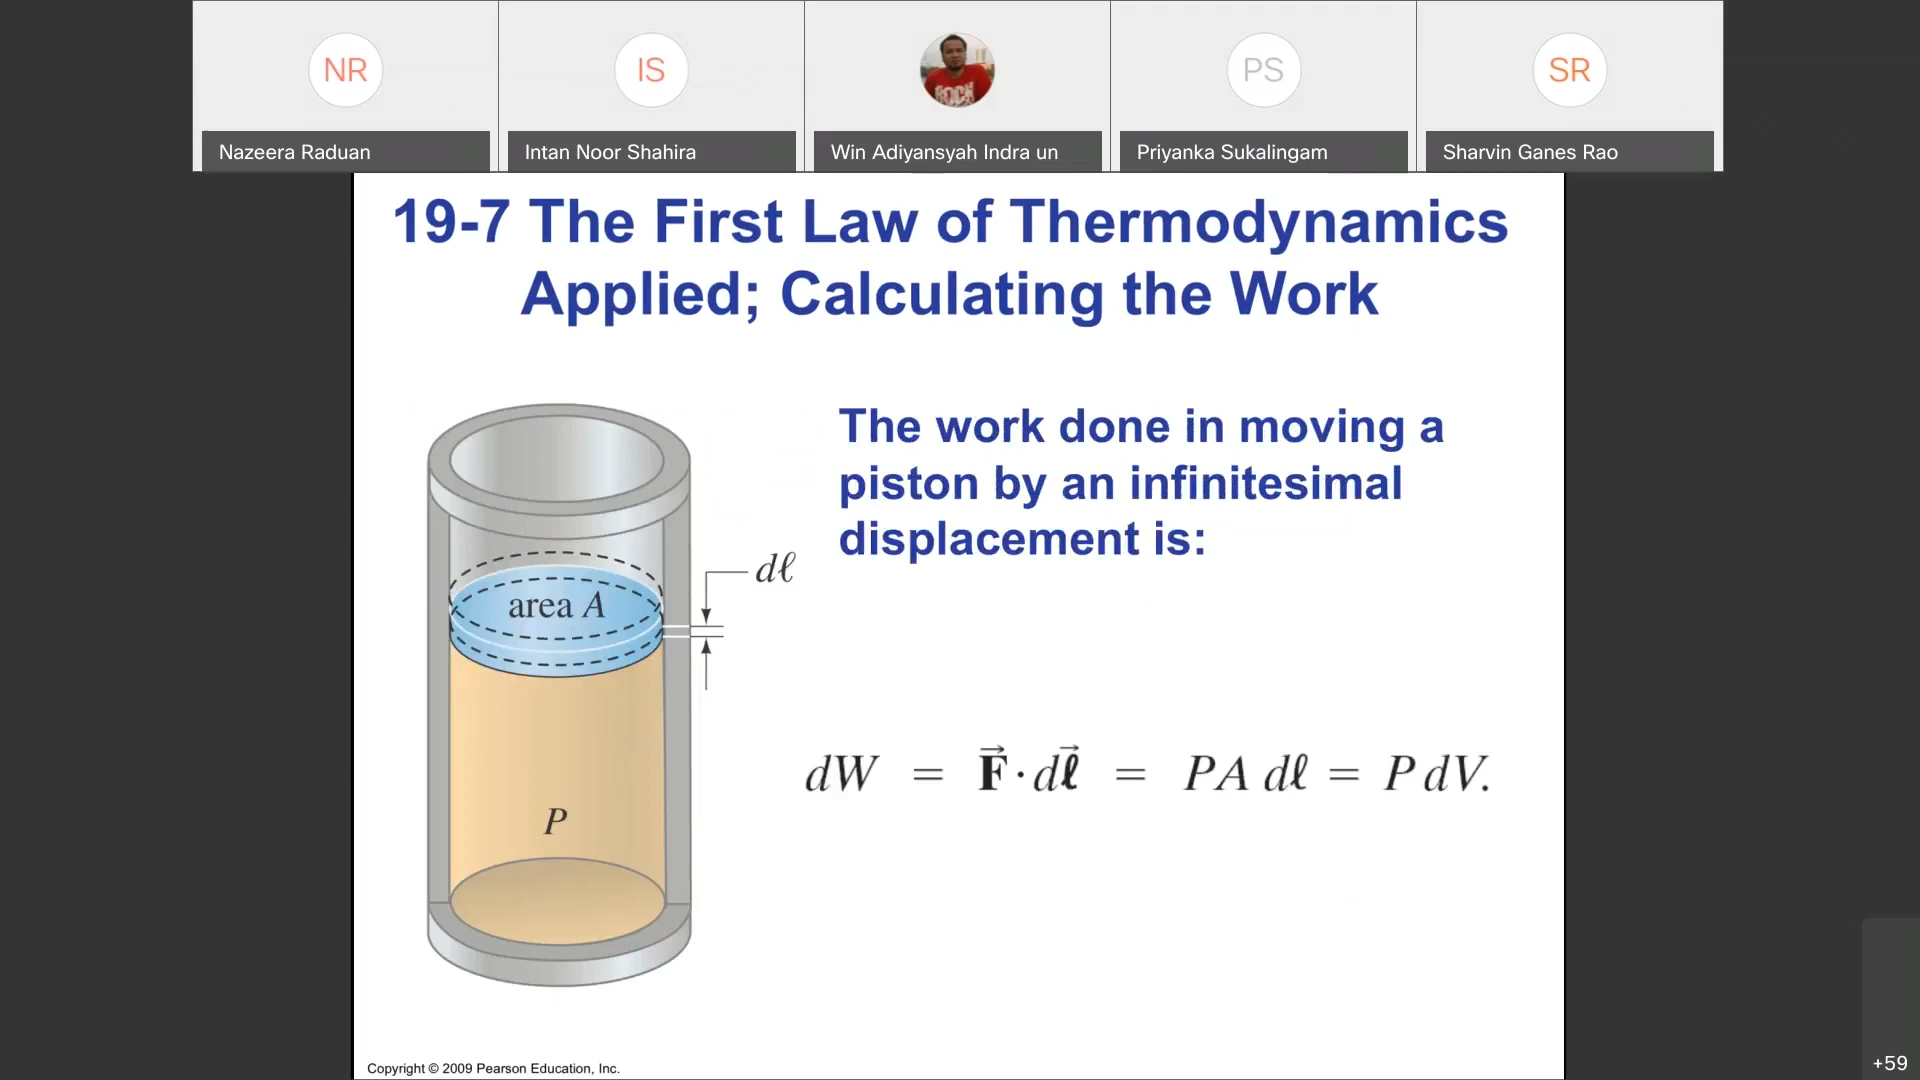 NR
IS
PS
SR
Nazeera Raduan
Intan Noor Shahira
Win Adiyansyah Indra un
Priyanka Sukalingam
Sharvin Ganes Rao
19-7 The First Law of Thermodynamics
Applied; Calculating the Work
The work done in moving a
piston by an infinitesimal
displacement is:
dℓ
area A
dW = F⃗ · dℓ⃗ = PA dℓ = P dV.
P
Copyright © 2009 Pearson Education, Inc.
+59